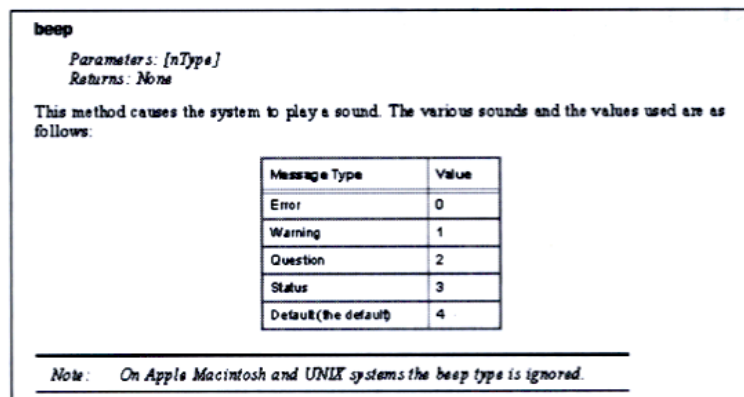 beep
Parameters: [nType]
Returns: None
This method causes the system to play a sound. The various sounds and the values used are as
follows:
Message Type Value
Error 0
Warning 1
Question 2
Status 3
Default (the default) 4
Note: On Apple Macintosh and UNIX systems the beep type is ignored.